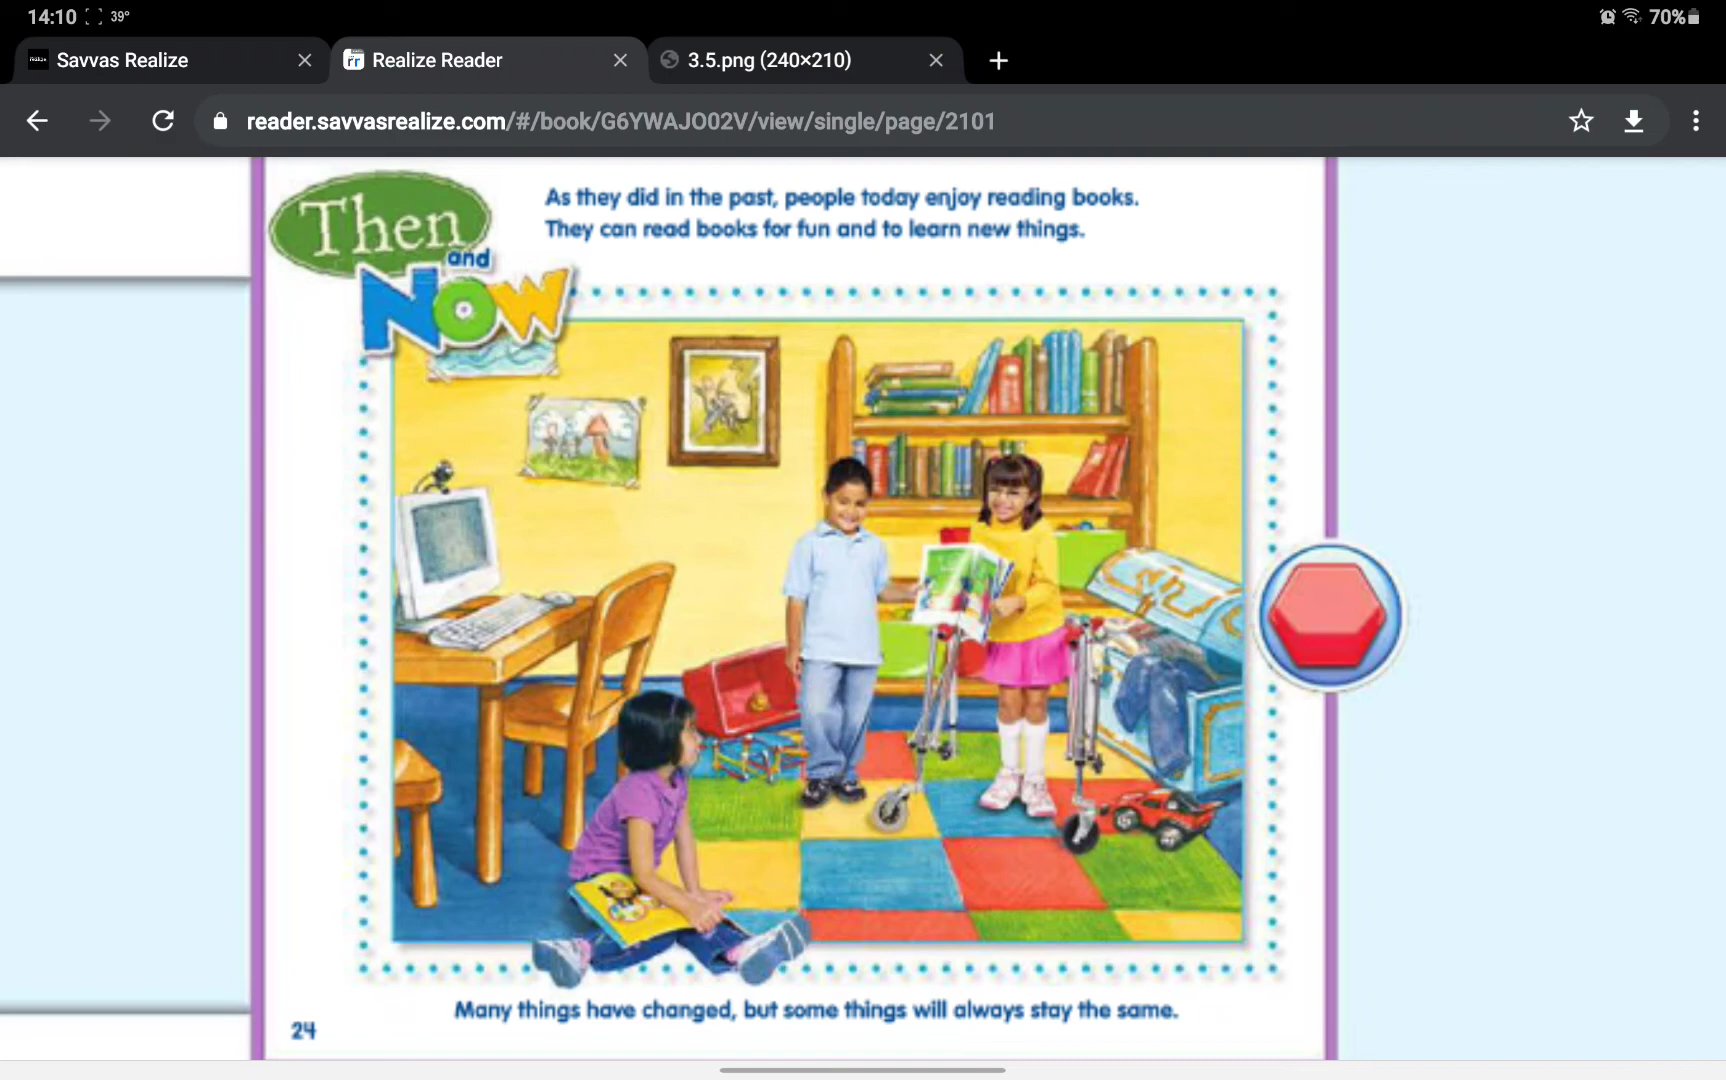 14:10 39°
70%
Savvas Realize
Realize Reader
3.5.png (240×210)
reader.savvasrealize.com/#/book/G6YWAJO02V/view/single/page/2101
Then
and
Now
As they did in the past, people today enjoy reading books.
They can read books for fun and to learn new things.
Many things have changed, but some things will always stay the same.
24